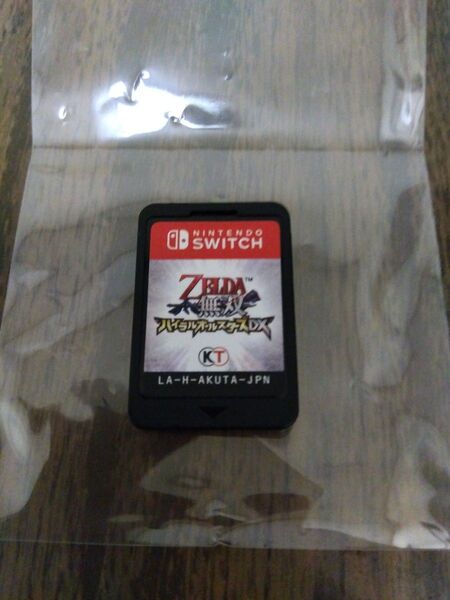 NINTENDO
SWITCH
ZELDA™
無双
ハイラルオールスターズDX
KT
LA-H-AKUTA-JPN